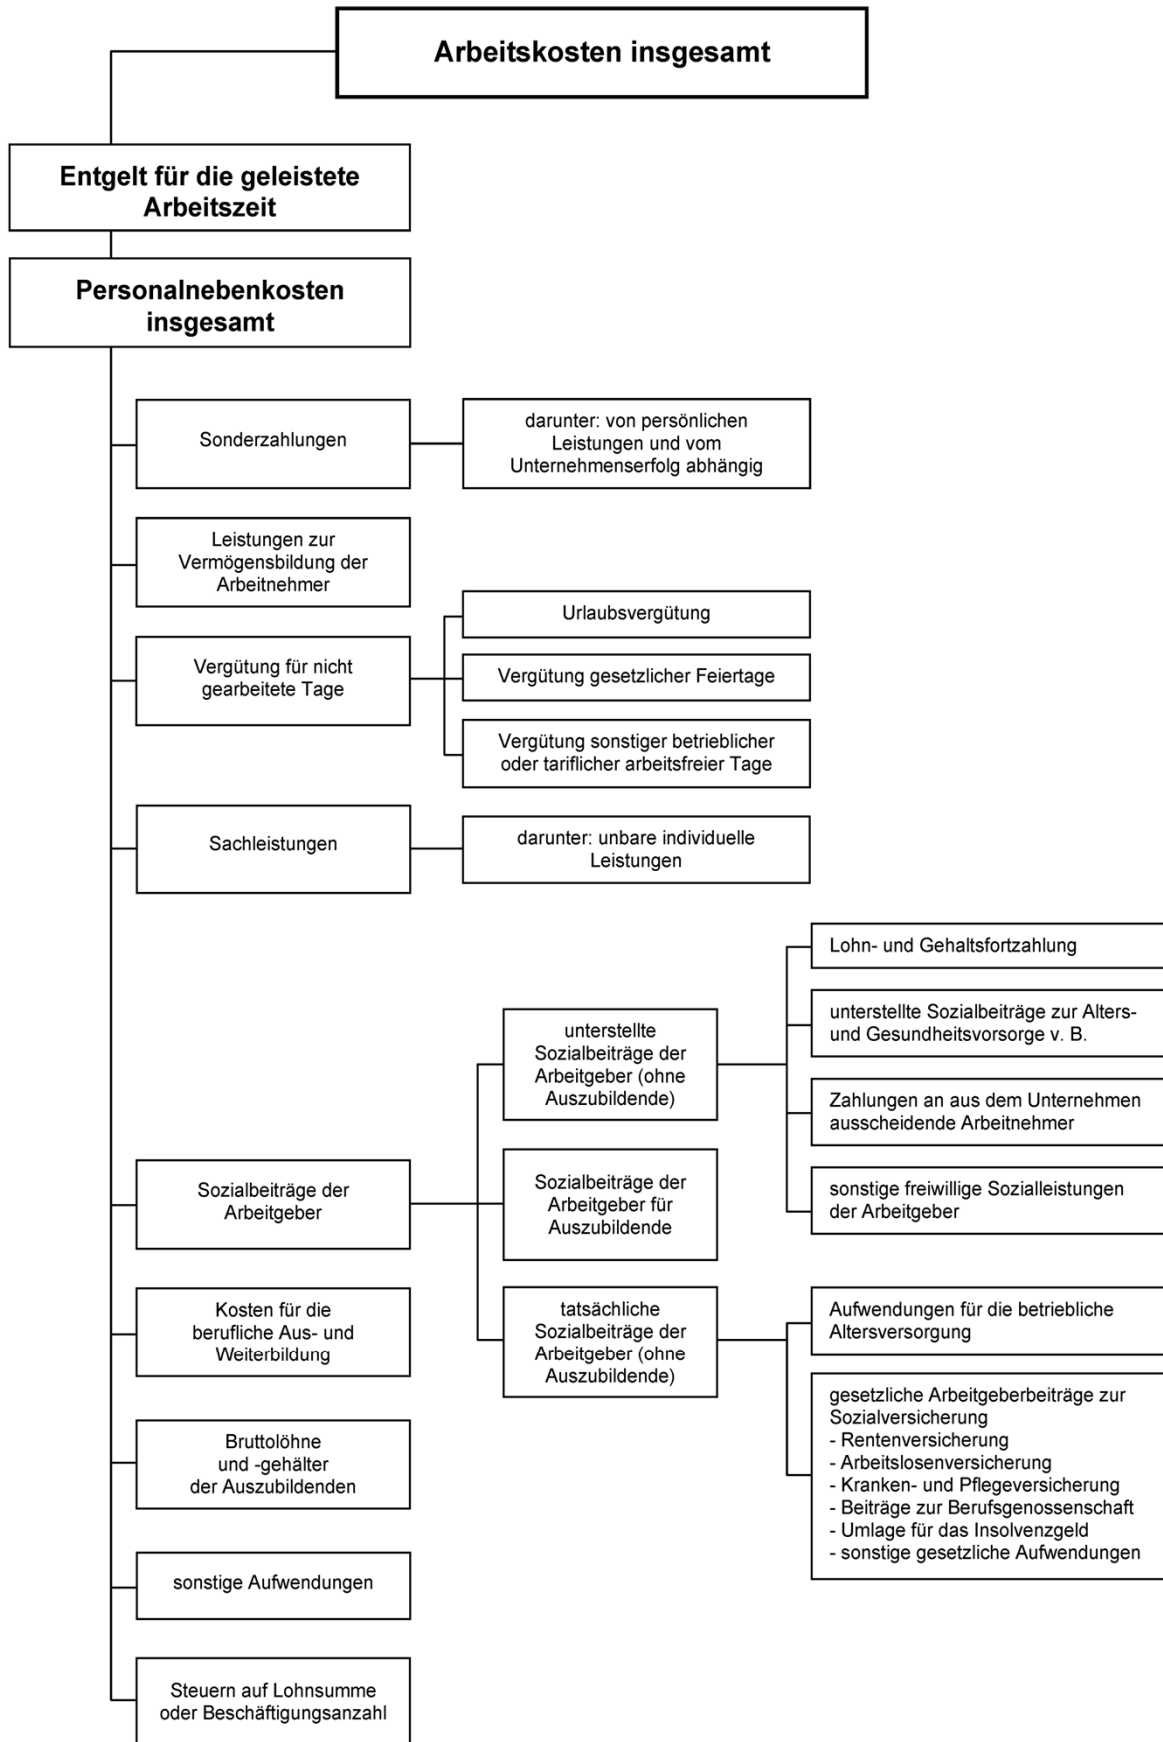 Arbeitskosten insgesamt
Entgelt für die geleistete
Arbeitszeit
Personalnebenkosten
insgesamt
Sonderzahlungen
darunter: von persönlichen
Leistungen und vom
Unternehmenserfolg abhängig
Leistungen zur
Vermögensbildung der
Arbeitnehmer
Vergütung für nicht
gearbeitete Tage
Urlaubsvergütung
Vergütung gesetzlicher Feiertage
Vergütung sonstiger betrieblicher
oder tariflicher arbeitsfreier Tage
Sachleistungen
darunter: unbare individuelle
Leistungen
Sozialbeiträge der
Arbeitgeber
unterstellte
Sozialbeiträge der
Arbeitgeber (ohne
Auszubildende)
Lohn- und Gehaltsfortzahlung
unterstellte Sozialbeiträge zur Alters-
und Gesundheitsvorsorge v. B.
Zahlungen an aus dem Unternehmen
ausscheidende Arbeitnehmer
sonstige freiwillige Sozialleistungen
der Arbeitgeber
Sozialbeiträge der
Arbeitgeber für
Auszubildende
tatsächliche
Sozialbeiträge der
Arbeitgeber (ohne
Auszubildende)
Aufwendungen für die betriebliche
Altersversorgung
gesetzliche Arbeitgeberbeiträge zur
Sozialversicherung
- Rentenversicherung
- Arbeitslosenversicherung
- Kranken- und Pflegeversicherung
- Beiträge zur Berufsgenossenschaft
- Umlage für das Insolvenzgeld
- sonstige gesetzliche Aufwendungen
Kosten für die
berufliche Aus- und
Weiterbildung
Bruttolöhne
und -gehälter
der Auszubildenden
sonstige Aufwendungen
Steuern auf Lohnsumme
oder Beschäftigungsanzahl